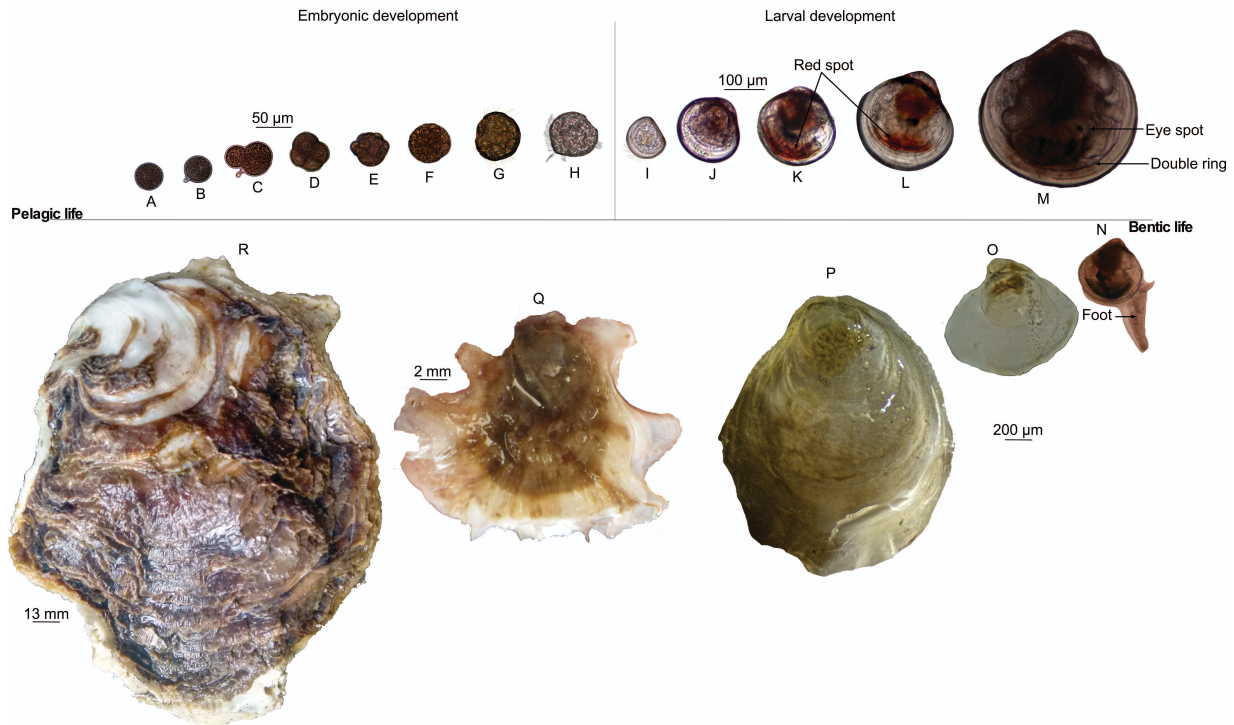 Embryonic development
Larval development
Red spot
100 µm
50 µm
Eye spot
Double ring
A
B
C
D
E
F
G
H
I
J
K
L
M
Pelagic life
Bentic life
N
O
P
Q
R
Foot
2 mm
200 µm
13 mm